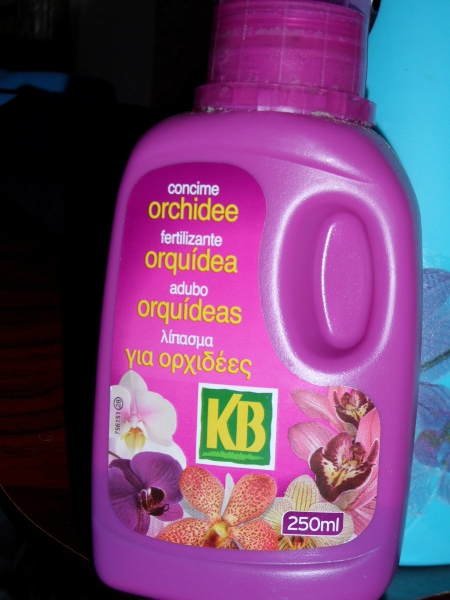 concime
orchidee
fertilizante
orquídea
adubo
orquídeas
λίπασμα
για ορχιδέες
KB
250ml